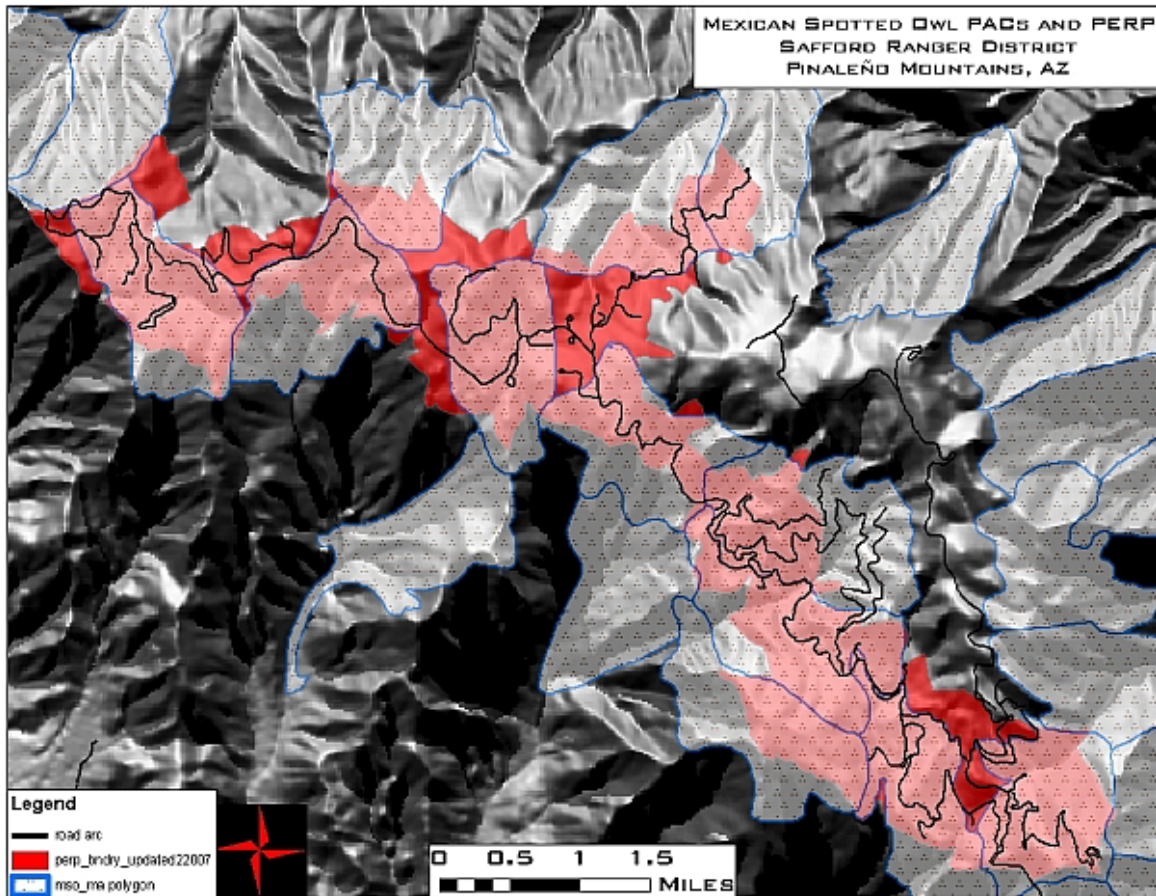 MEXICAN SPOTTED OWL PACS AND PERP
SAFFORD RANGER DISTRICT
PINALEÑO MOUNTAINS, AZ
Legend
road arc
perp_bndry_updated22007
mso_ma polygon
0 0.5 1 1.5
MILES